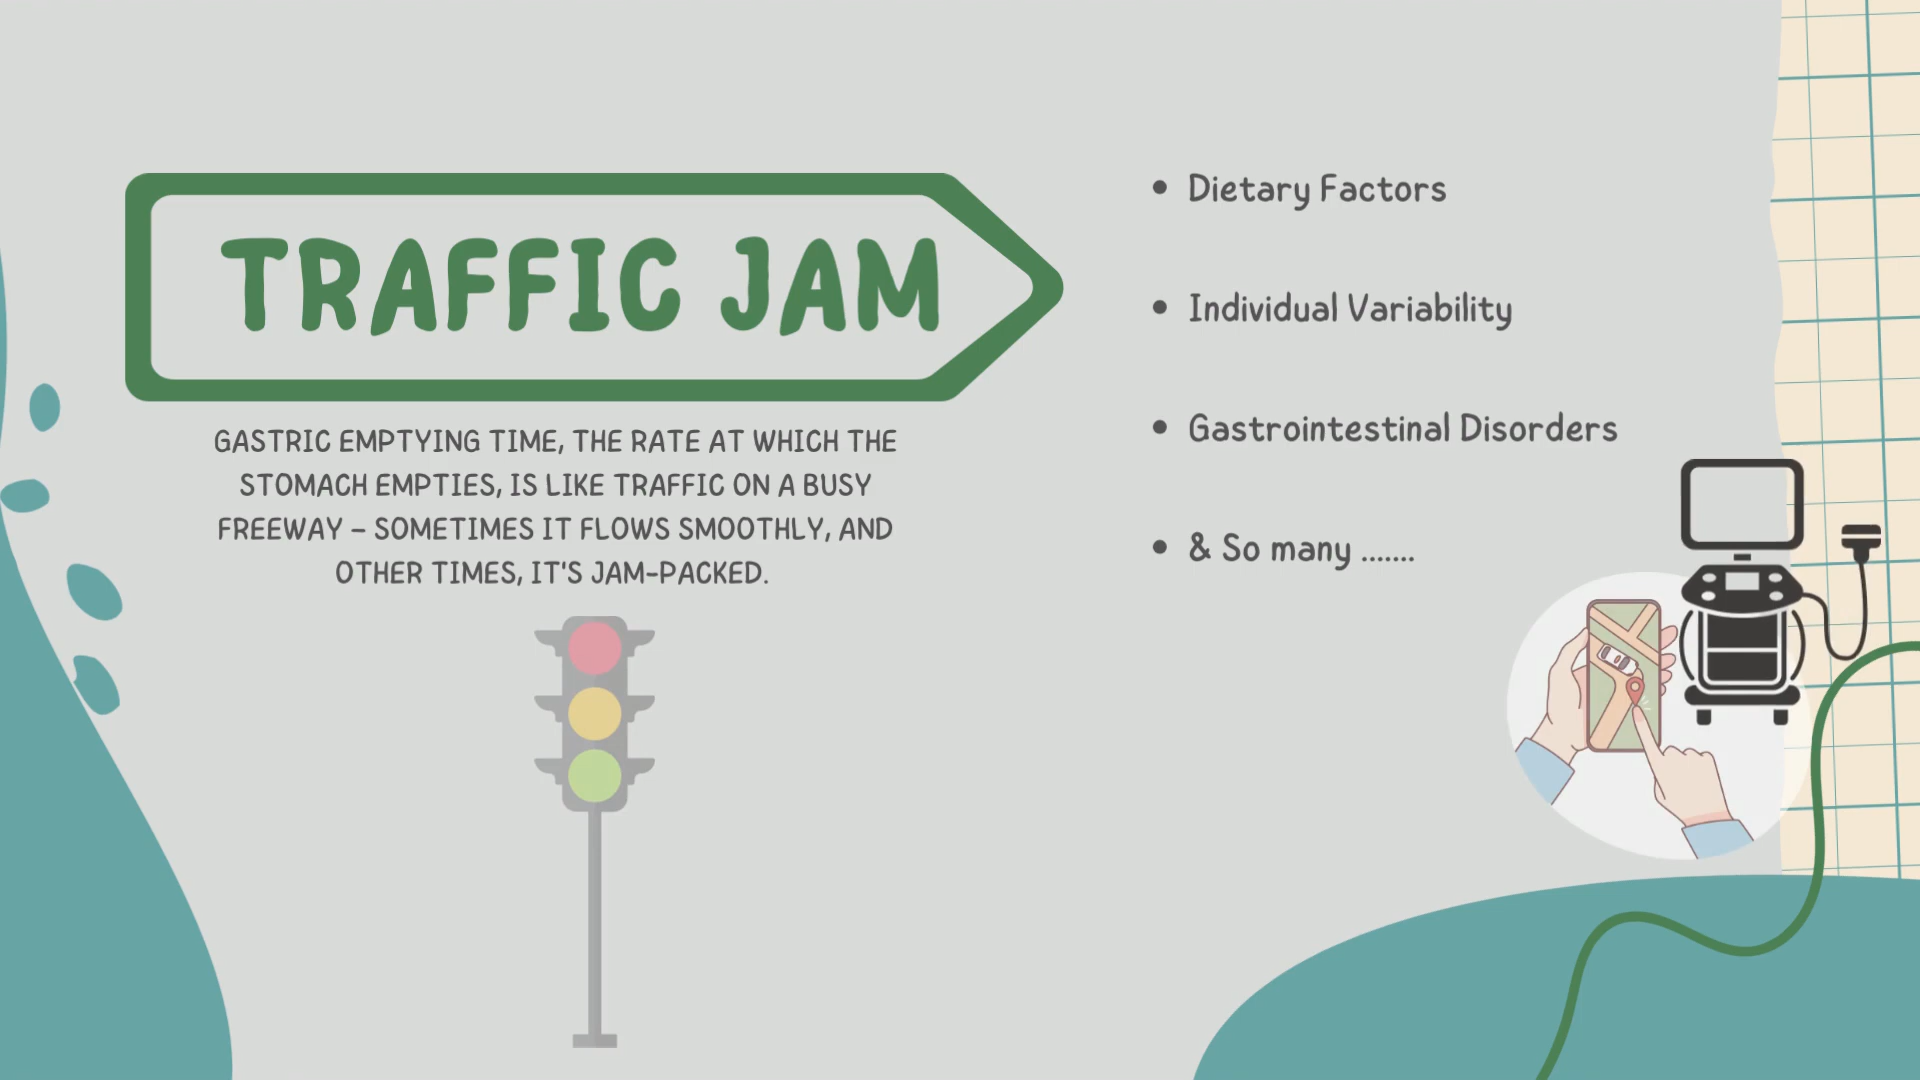 TRAFFIC JAM
GASTRIC EMPTYING TIME, THE RATE AT WHICH THE
STOMACH EMPTIES, IS LIKE TRAFFIC ON A BUSY
FREEWAY – SOMETIMES IT FLOWS SMOOTHLY, AND
OTHER TIMES, IT'S JAM-PACKED.
• Dietary Factors
• Individual Variability
• Gastrointestinal Disorders
• & So many .......